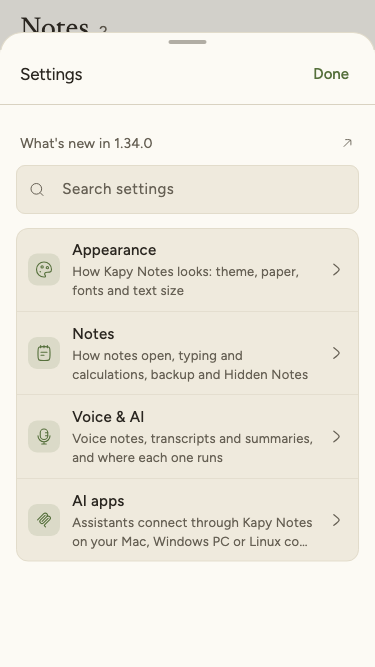 Notes 2
Settings
Done
What's new in 1.34.0
Search settings
Appearance
How Kapy Notes looks: theme, paper,
fonts and text size
Notes
How notes open, typing and
calculations, backup and Hidden Notes
Voice & AI
Voice notes, transcripts and summaries,
and where each one runs
AI apps
Assistants connect through Kapy Notes
on your Mac, Windows PC or Linux co...